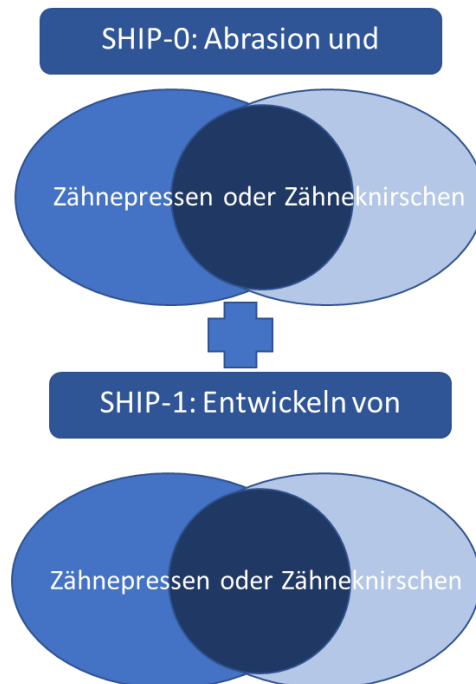 SHIP-0: Abrasion und
Zähnepressen oder Zähneknirschen
SHIP-1: Entwickeln von
Zähnepressen oder Zähneknirschen